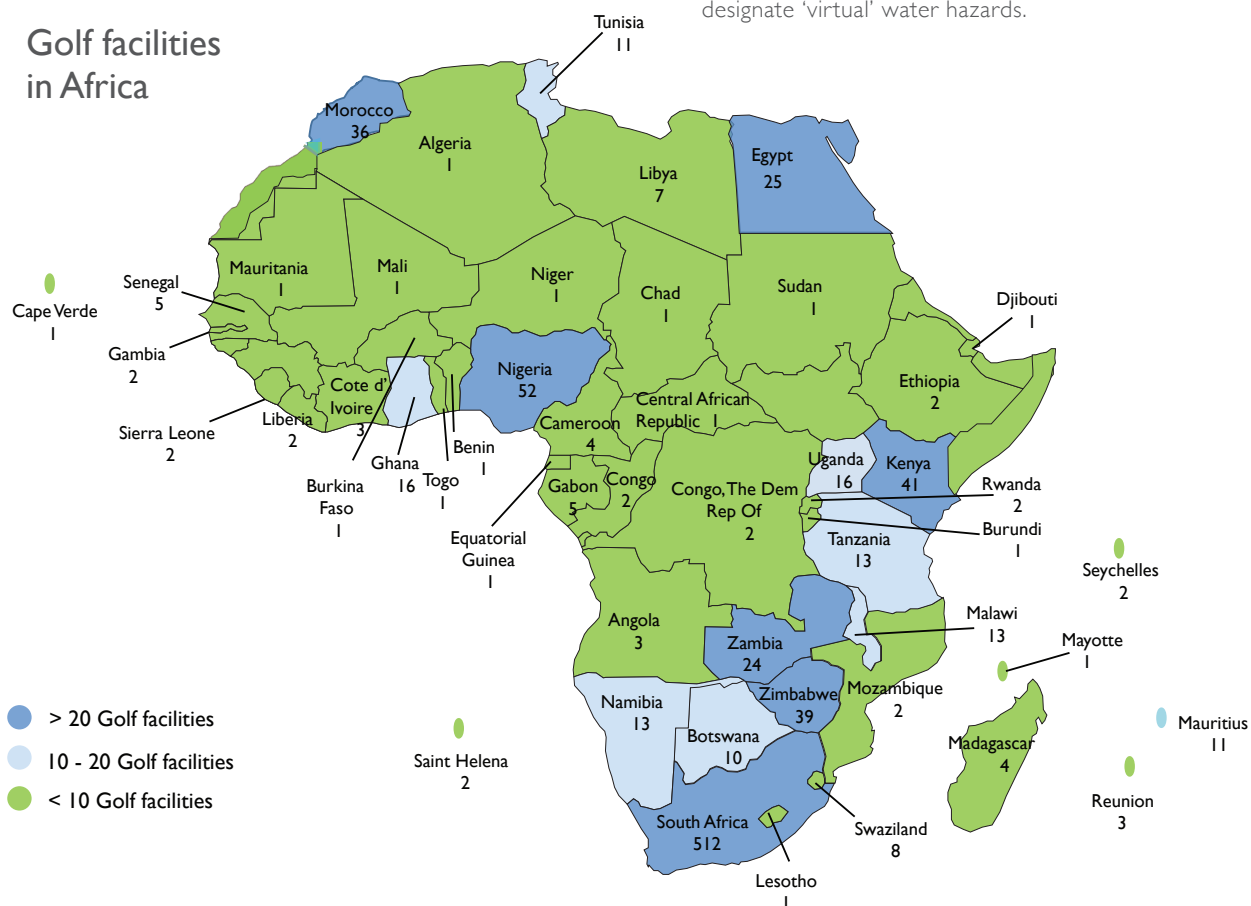 designate ‘virtual’ water hazards.
Golf facilities
in Africa
Tunisia
11
Morocco
36
Algeria
1
Libya
7
Egypt
25
Mauritania
1
Mali
1
Niger
1
Chad
1
Sudan
1
Senegal
5
Cape Verde
1
Gambia
2
Djibouti
1
Nigeria
52
Ethiopia
2
Cote d’
Ivoire
3
Central African
Republic 1
Liberia
2
Sierra Leone
2
Cameroon
4
Benin
1
Ghana
16
Togo
1
Burkina
Faso
1
Uganda
16
Kenya
41
Gabon
5
Congo
2
Congo, The Dem
Rep Of
2
Rwanda
2
Burundi
1
Equatorial
Guinea
1
Tanzania
13
Seychelles
2
Angola
3
Zambia
24
Malawi
13
Mayotte
1
Namibia
13
Zimbabwe
39
Mozambique
2
Botswana
10
Madagascar
4
Mauritius
11
Saint Helena
2
Reunion
3
South Africa
512
Swaziland
8
Lesotho
1
> 20 Golf facilities
10 - 20 Golf facilities
< 10 Golf facilities